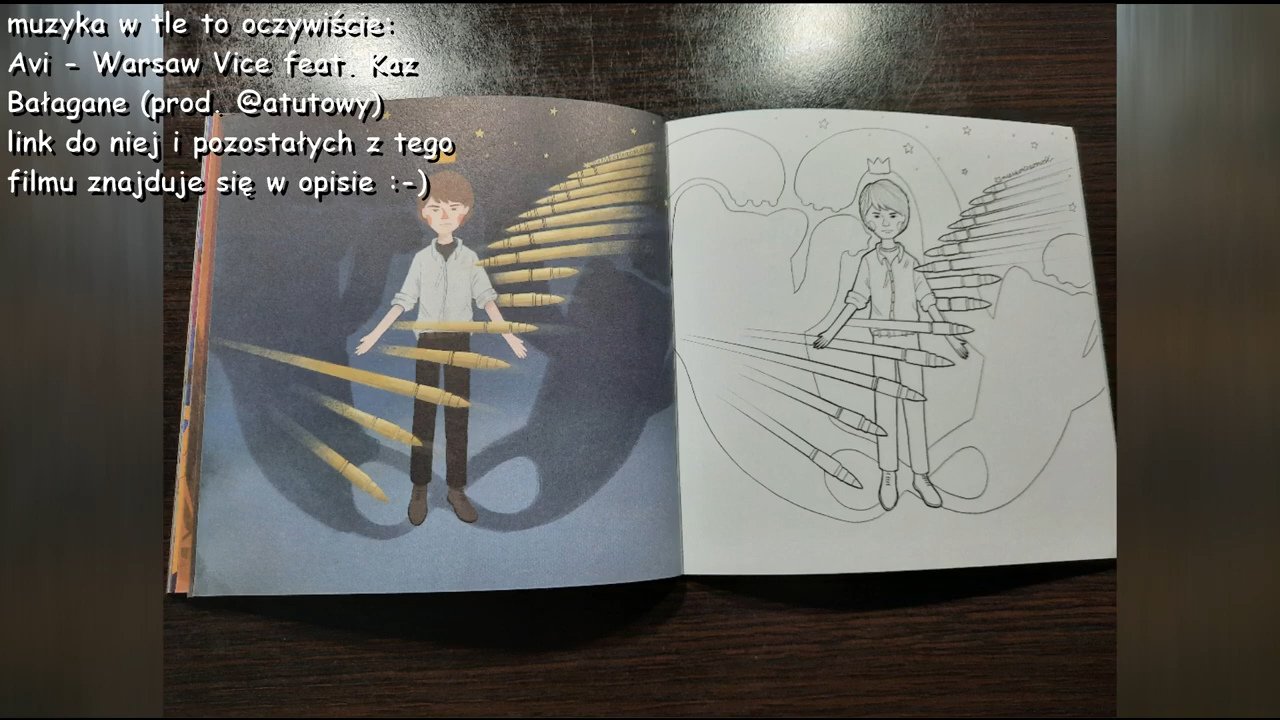 muzyka w tle to oczywiście:
Avi - Warsaw Vice feat. Kaz
Bałagane (prod. @atutowy)
link do niej i pozostałych z tego
filmu znajduje się w opisie :-)